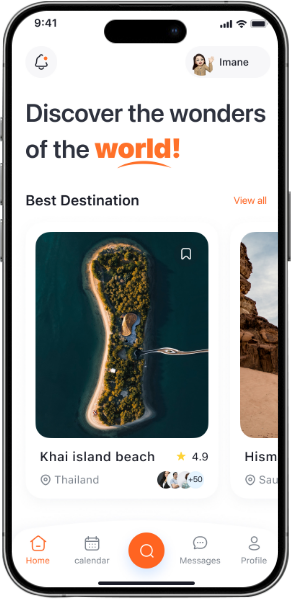 9:41
Imane
Discover the wonders
of the world!
Best Destination
View all
Khai island beach
4.9
Thailand
+50
Hism
Sau
Home
calendar
Messages
Profile